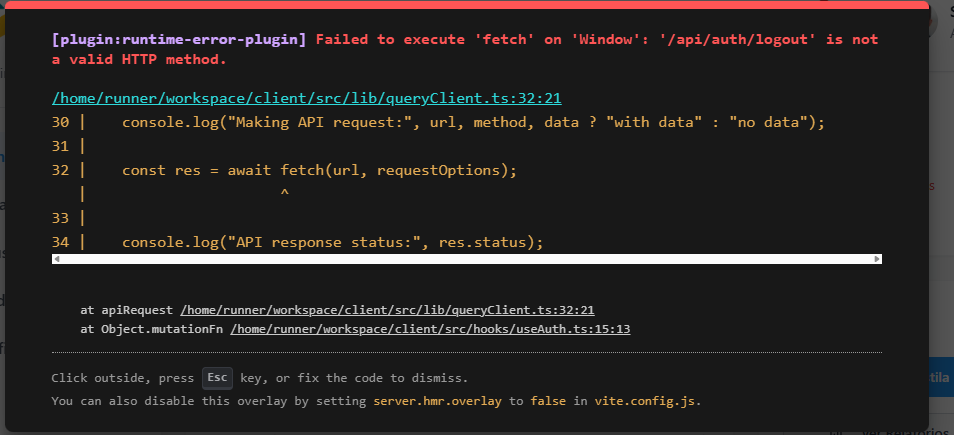 [plugin:runtime-error-plugin] Failed to execute 'fetch' on 'Window': '/api/auth/logout' is not
a valid HTTP method.
/home/runner/workspace/client/src/lib/queryClient.ts:32:21
30 |    console.log("Making API request:", url, method, data ? "with data" : "no data");
31 |
32 |    const res = await fetch(url, requestOptions);
   |                      ^
33 |
34 |    console.log("API response status:", res.status);
at apiRequest /home/runner/workspace/client/src/lib/queryClient.ts:32:21
at Object.mutationFn /home/runner/workspace/client/src/hooks/useAuth.ts:15:13
Click outside, press Esc key, or fix the code to dismiss.
You can also disable this overlay by setting server.hmr.overlay to false in vite.config.js.